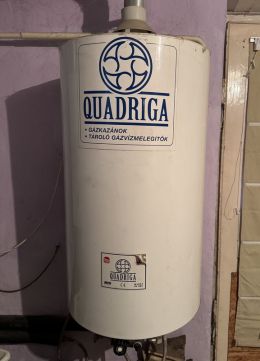 QUADRIGA
• GÁZKAZÁNOK
• TÁROLÓ GÁZVÍZMELEGÍTŐK
QUADRIGA